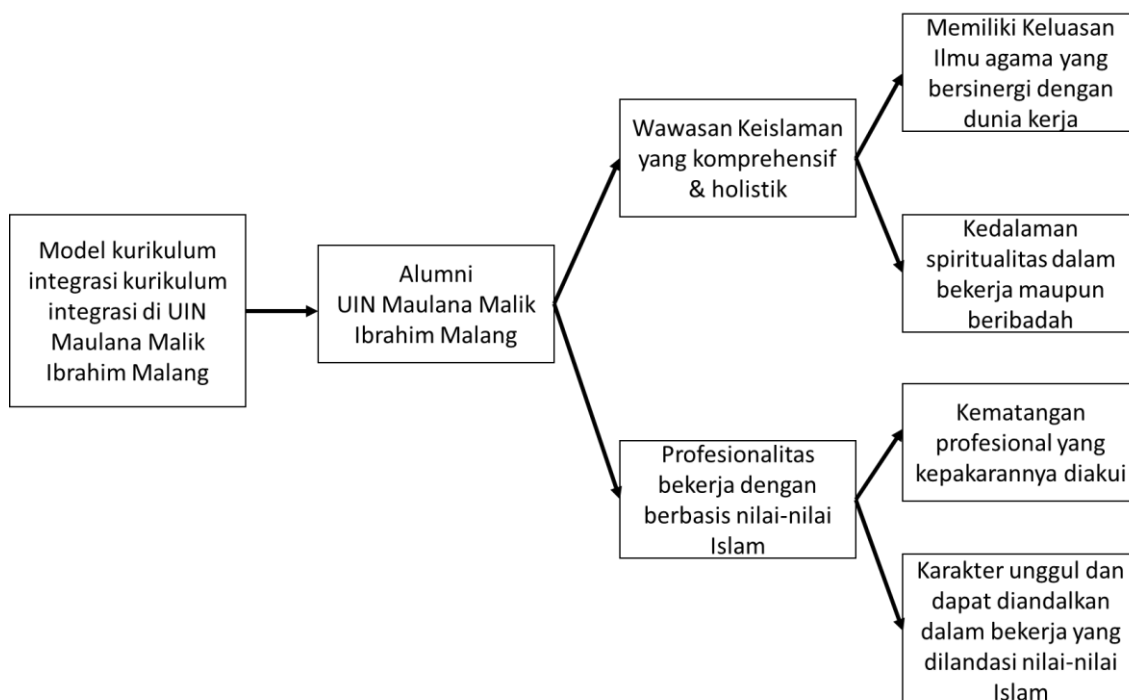 Model kurikulum
integrasi kurikulum
integrasi di UIN
Maulana Malik
Ibrahim Malang
Alumni
UIN Maulana Malik
Ibrahim Malang
Wawasan Keislaman
yang komprehensif
& holistik
Profesionalitas
bekerja dengan
berbasis nilai-nilai
Islam
Memiliki Keluasan
Ilmu agama yang
bersinergi dengan
dunia kerja
Kedalaman
spiritualitas dalam
bekerja maupun
beribadah
Kematangan
profesional yang
kepakarannya diakui
Karakter unggul dan
dapat diandalkan
dalam bekerja yang
dilandasi nilai-nilai
Islam